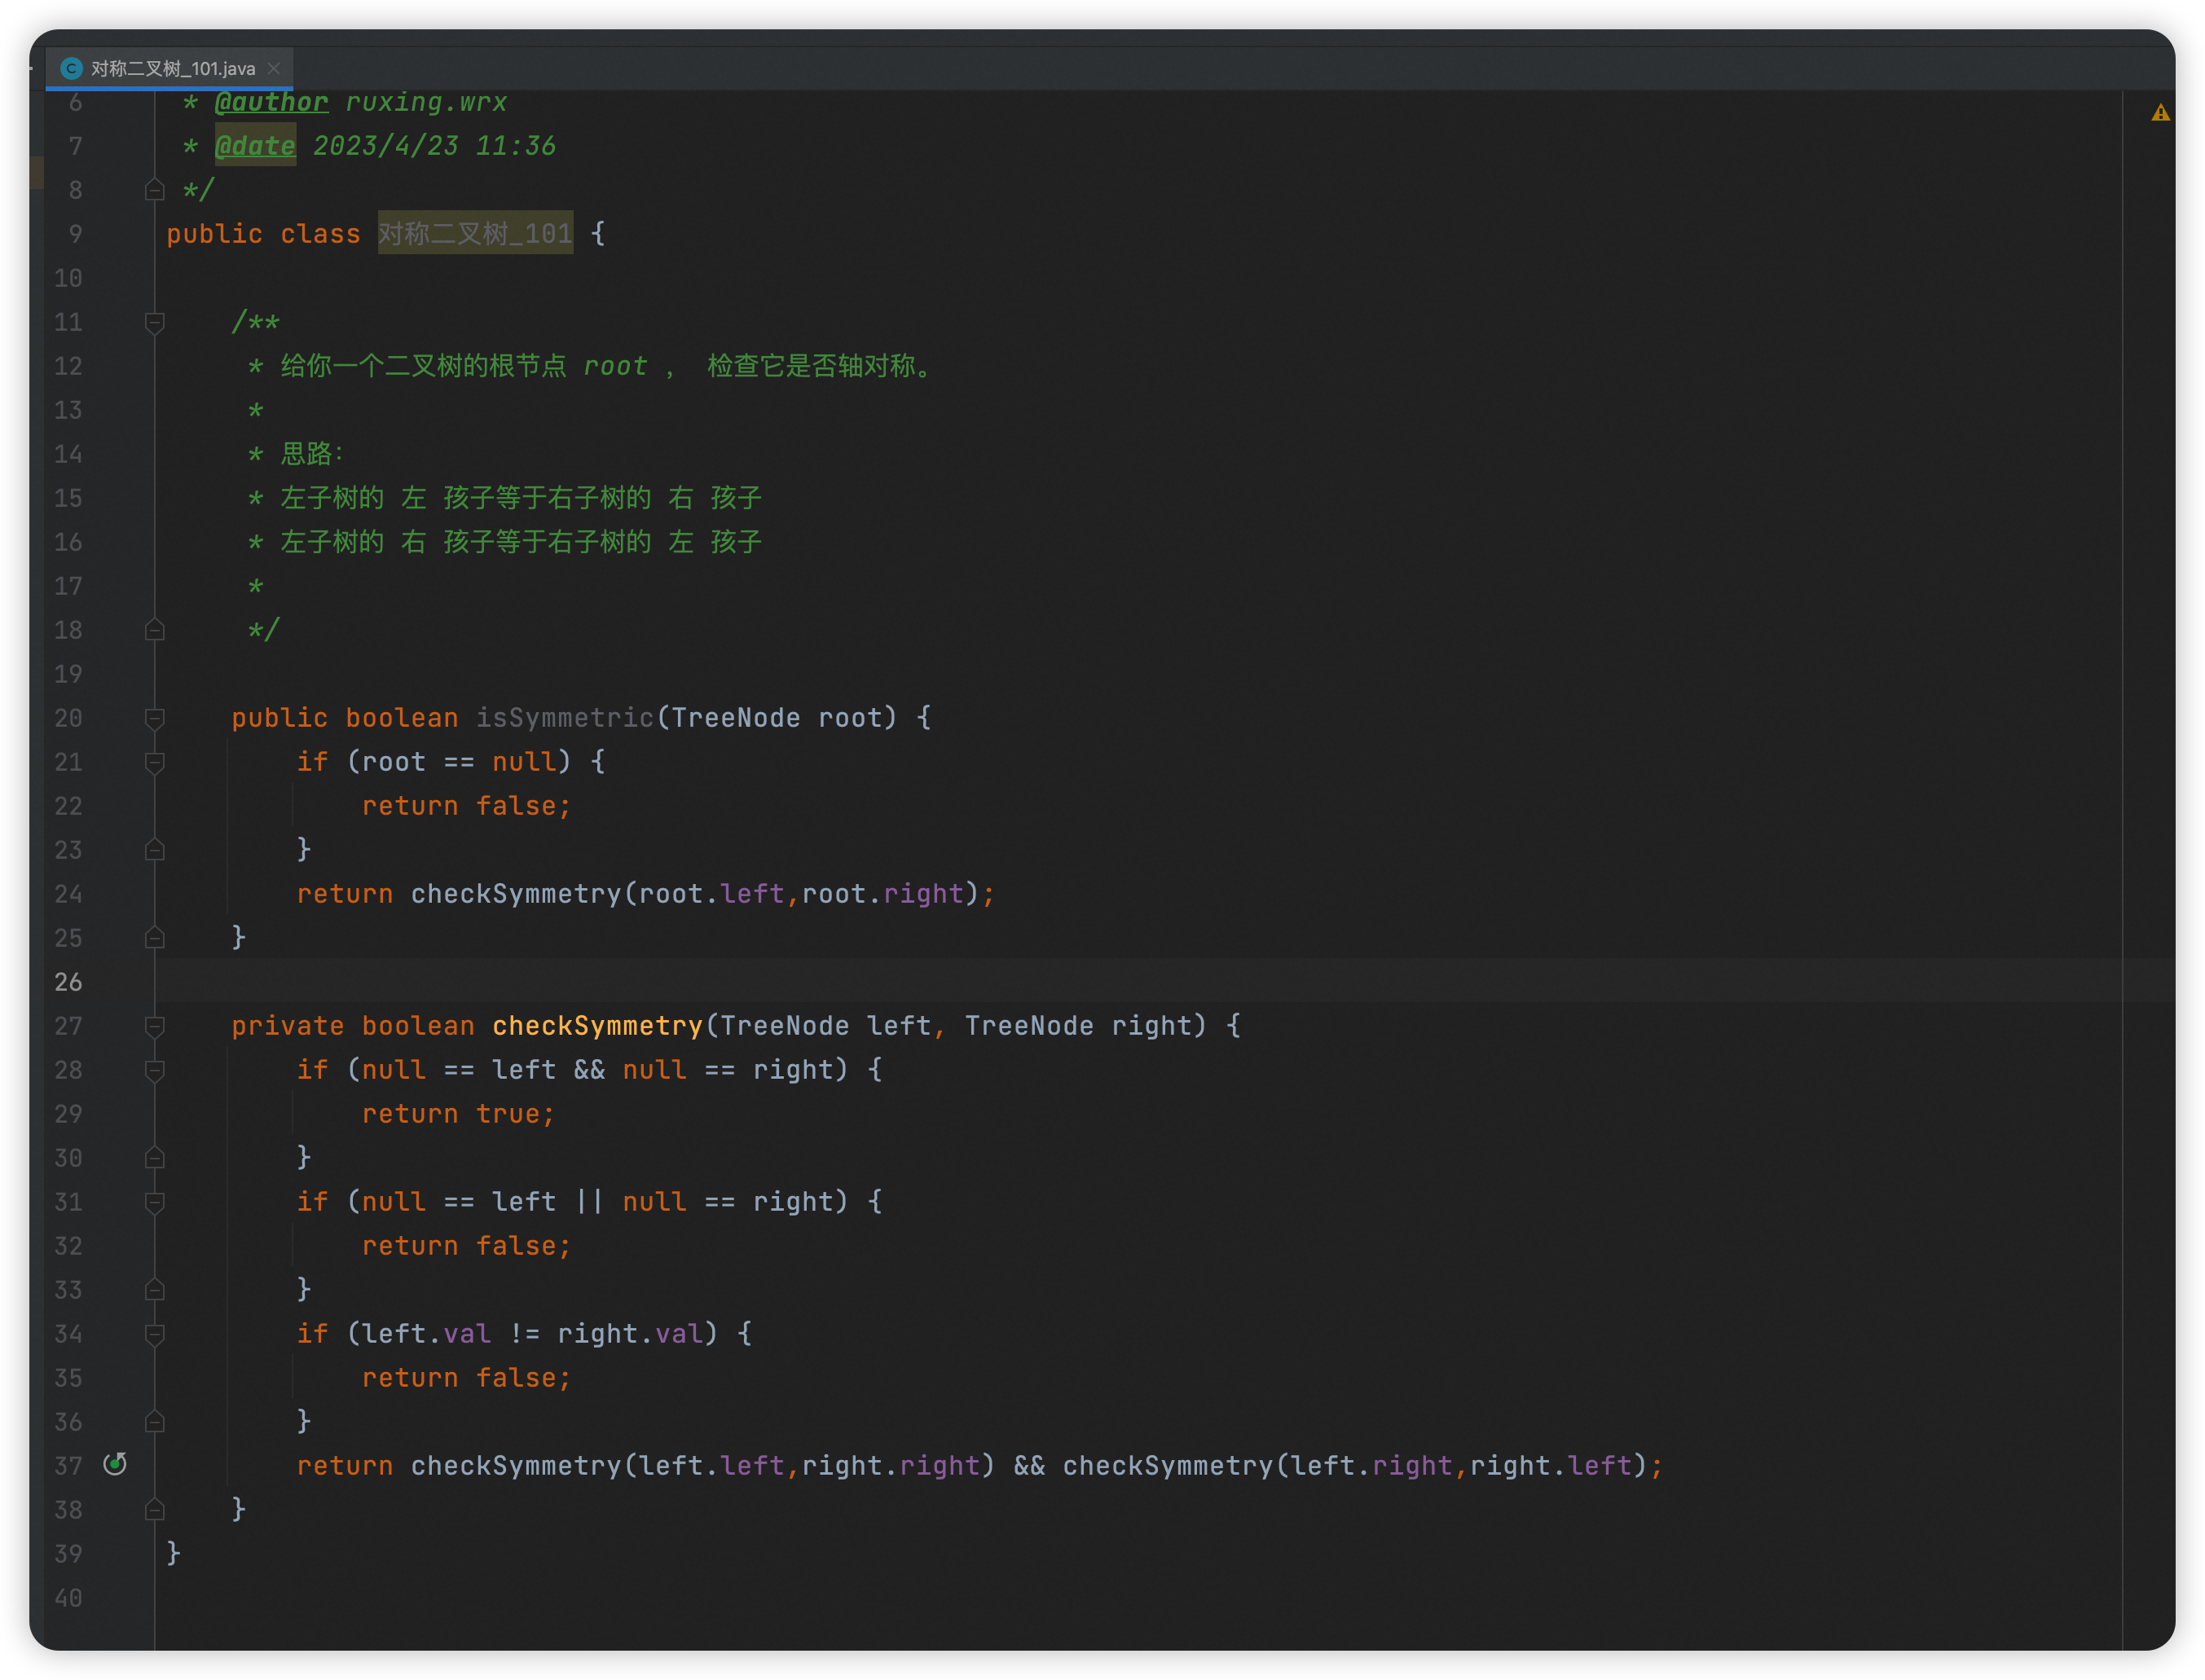 对称二叉树_101.java
6 * @author ruxing.wrx
7 * @date 2023/4/23 11:36
8 */
9 public class 对称二叉树_101 {
10
11 /**
12 * 给你一个二叉树的根节点 root ， 检查它是否轴对称。
13 *
14 * 思路：
15 * 左子树的 左 孩子等于右子树的 右 孩子
16 * 左子树的 右 孩子等于右子树的 左 孩子
17 *
18 */
19
20 public boolean isSymmetric(TreeNode root) {
21 if (root == null) {
22 return false;
23 }
24 return checkSymmetry(root.left,root.right);
25 }
26
27 private boolean checkSymmetry(TreeNode left, TreeNode right) {
28 if (null == left && null == right) {
29 return true;
30 }
31 if (null == left || null == right) {
32 return false;
33 }
34 if (left.val != right.val) {
35 return false;
36 }
37 return checkSymmetry(left.left,right.right) && checkSymmetry(left.right,right.left);
38 }
39 }
40